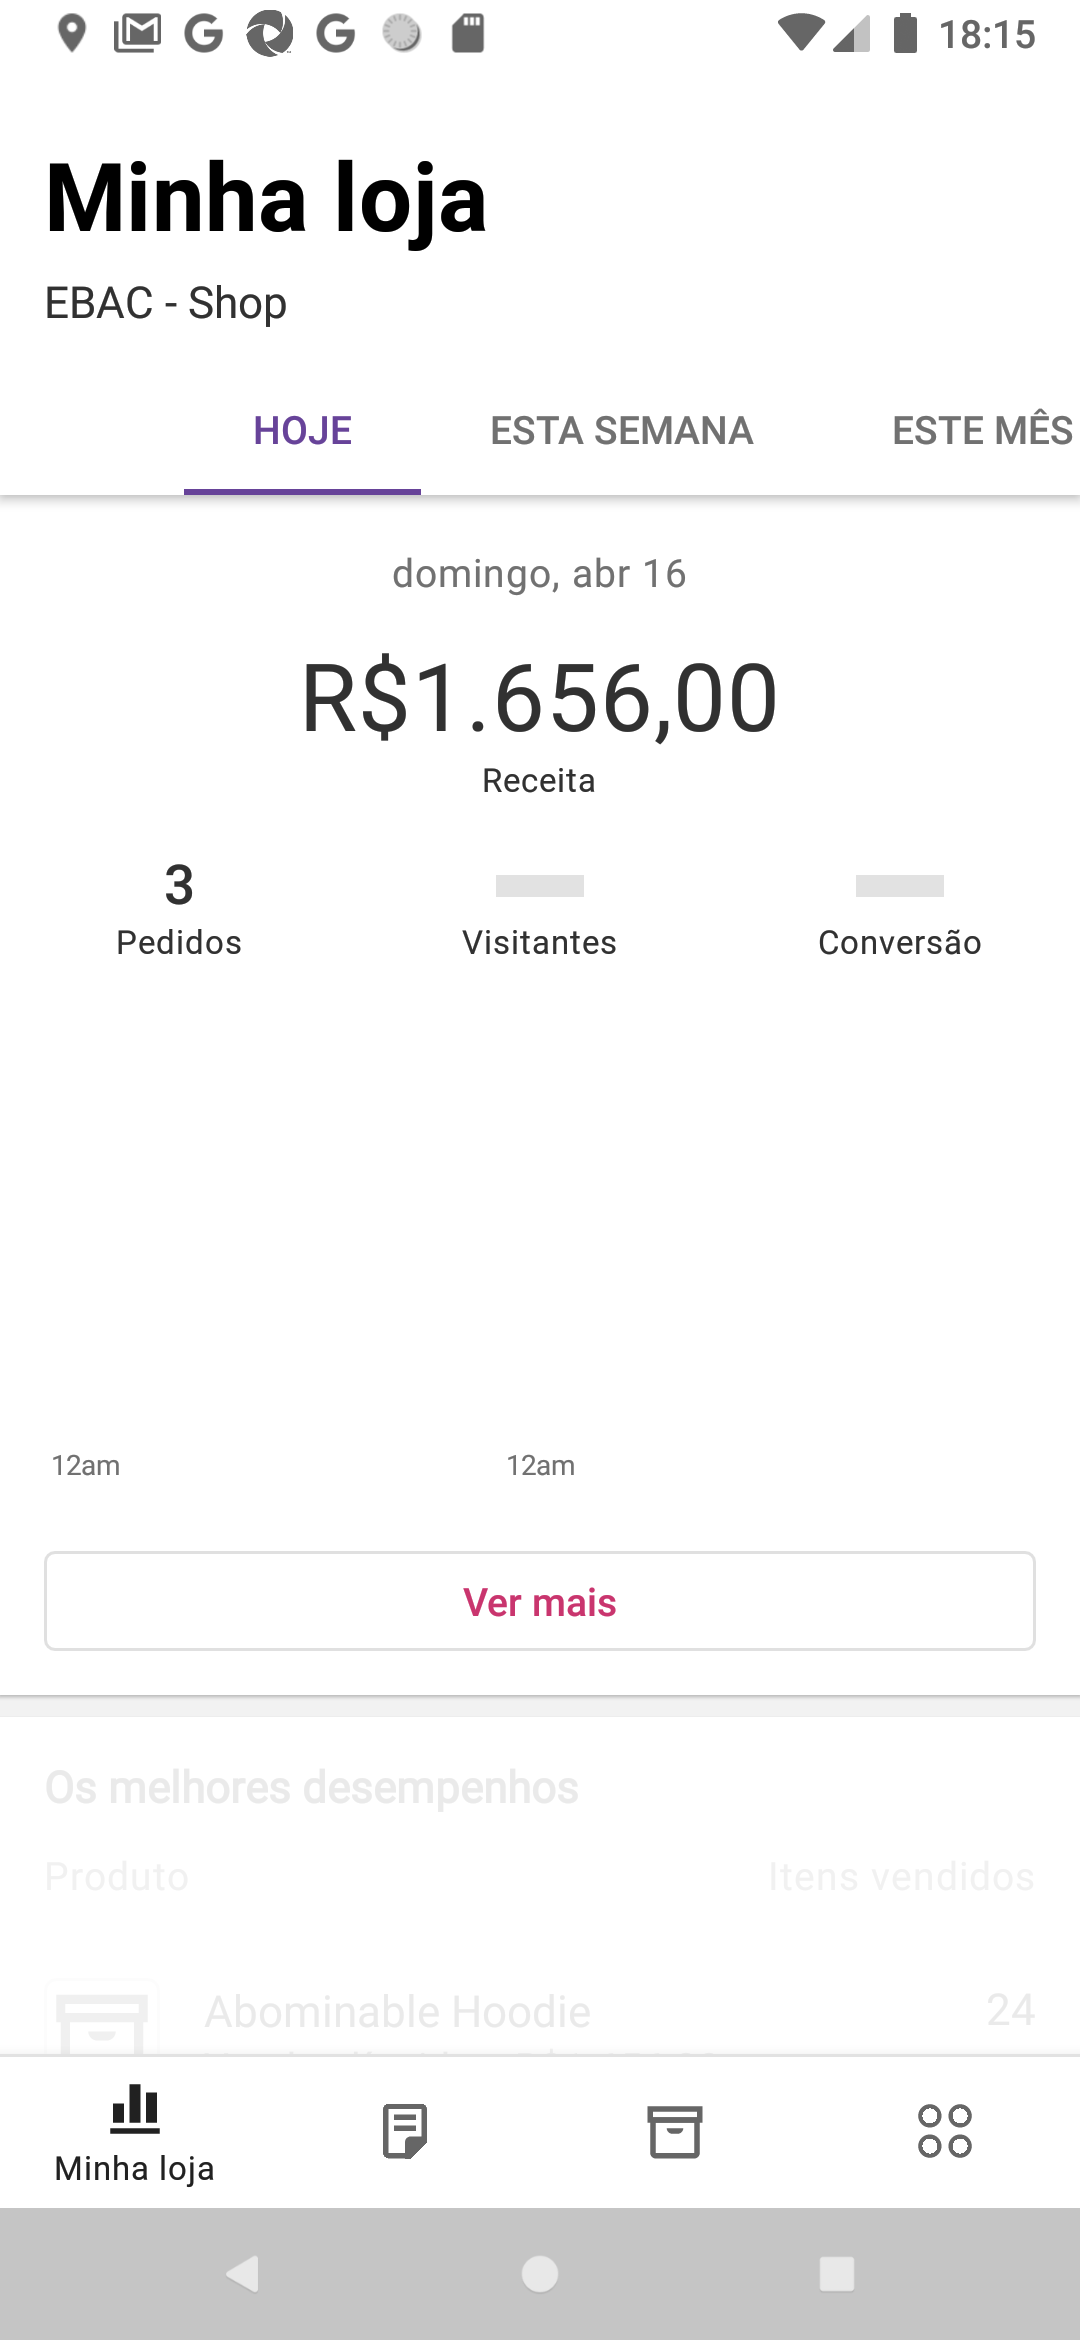 18:15
Minha loja
EBAC - Shop
HOJE ESTA SEMANA ESTE MÊS
domingo, abr 16
R$1.656,00
Receita
3
Pedidos Visitantes Conversão
12am 12am
Ver mais
Os melhores desempenhos
Produto Itens vendidos
Abominable Hoodie 24
Minha loja